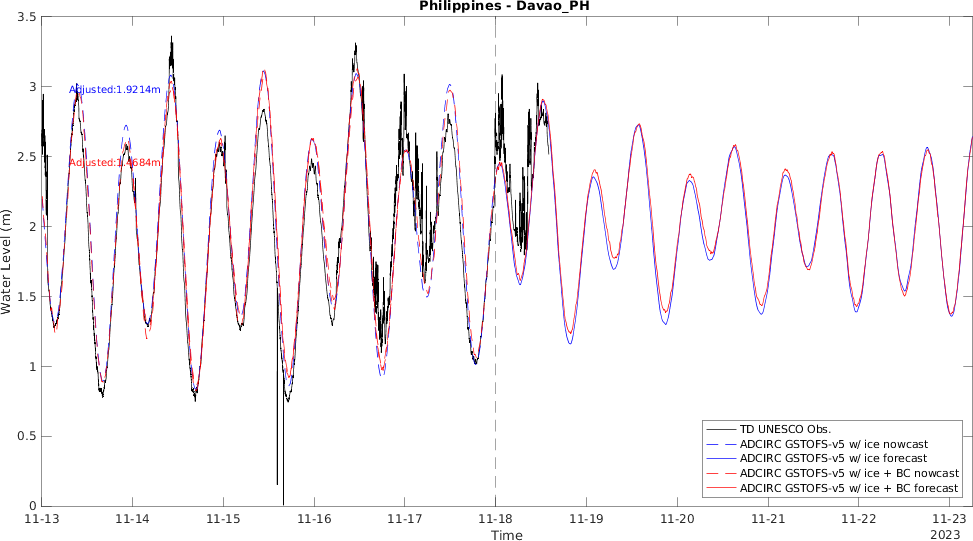 Philippines - Davao_PH
3.5
3
2.5
2
1.5
1
0.5
0
Water Level (m)
Adjusted:1.9214m
Adjusted:1.4684m
TD UNESCO Obs.
ADCIRC GSTOFS-v5 w/ ice nowcast
ADCIRC GSTOFS-v5 w/ ice forecast
ADCIRC GSTOFS-v5 w/ ice + BC nowcast
ADCIRC GSTOFS-v5 w/ ice + BC forecast
11-13 11-14 11-15 11-16 11-17 11-18 11-19 11-20 11-21 11-22 11-23
2023
Time